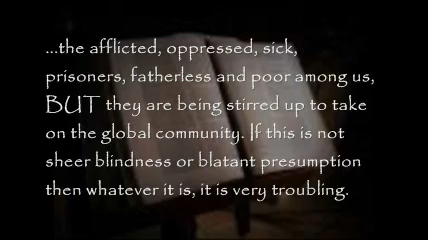 ...the afflicted, oppressed, sick,
prisoners, fatherless and poor among us,
BUT they are being stirred up to take
on the global community. If this is not
sheer blindness or blatant presumption
then whatever it is, it is very troubling.